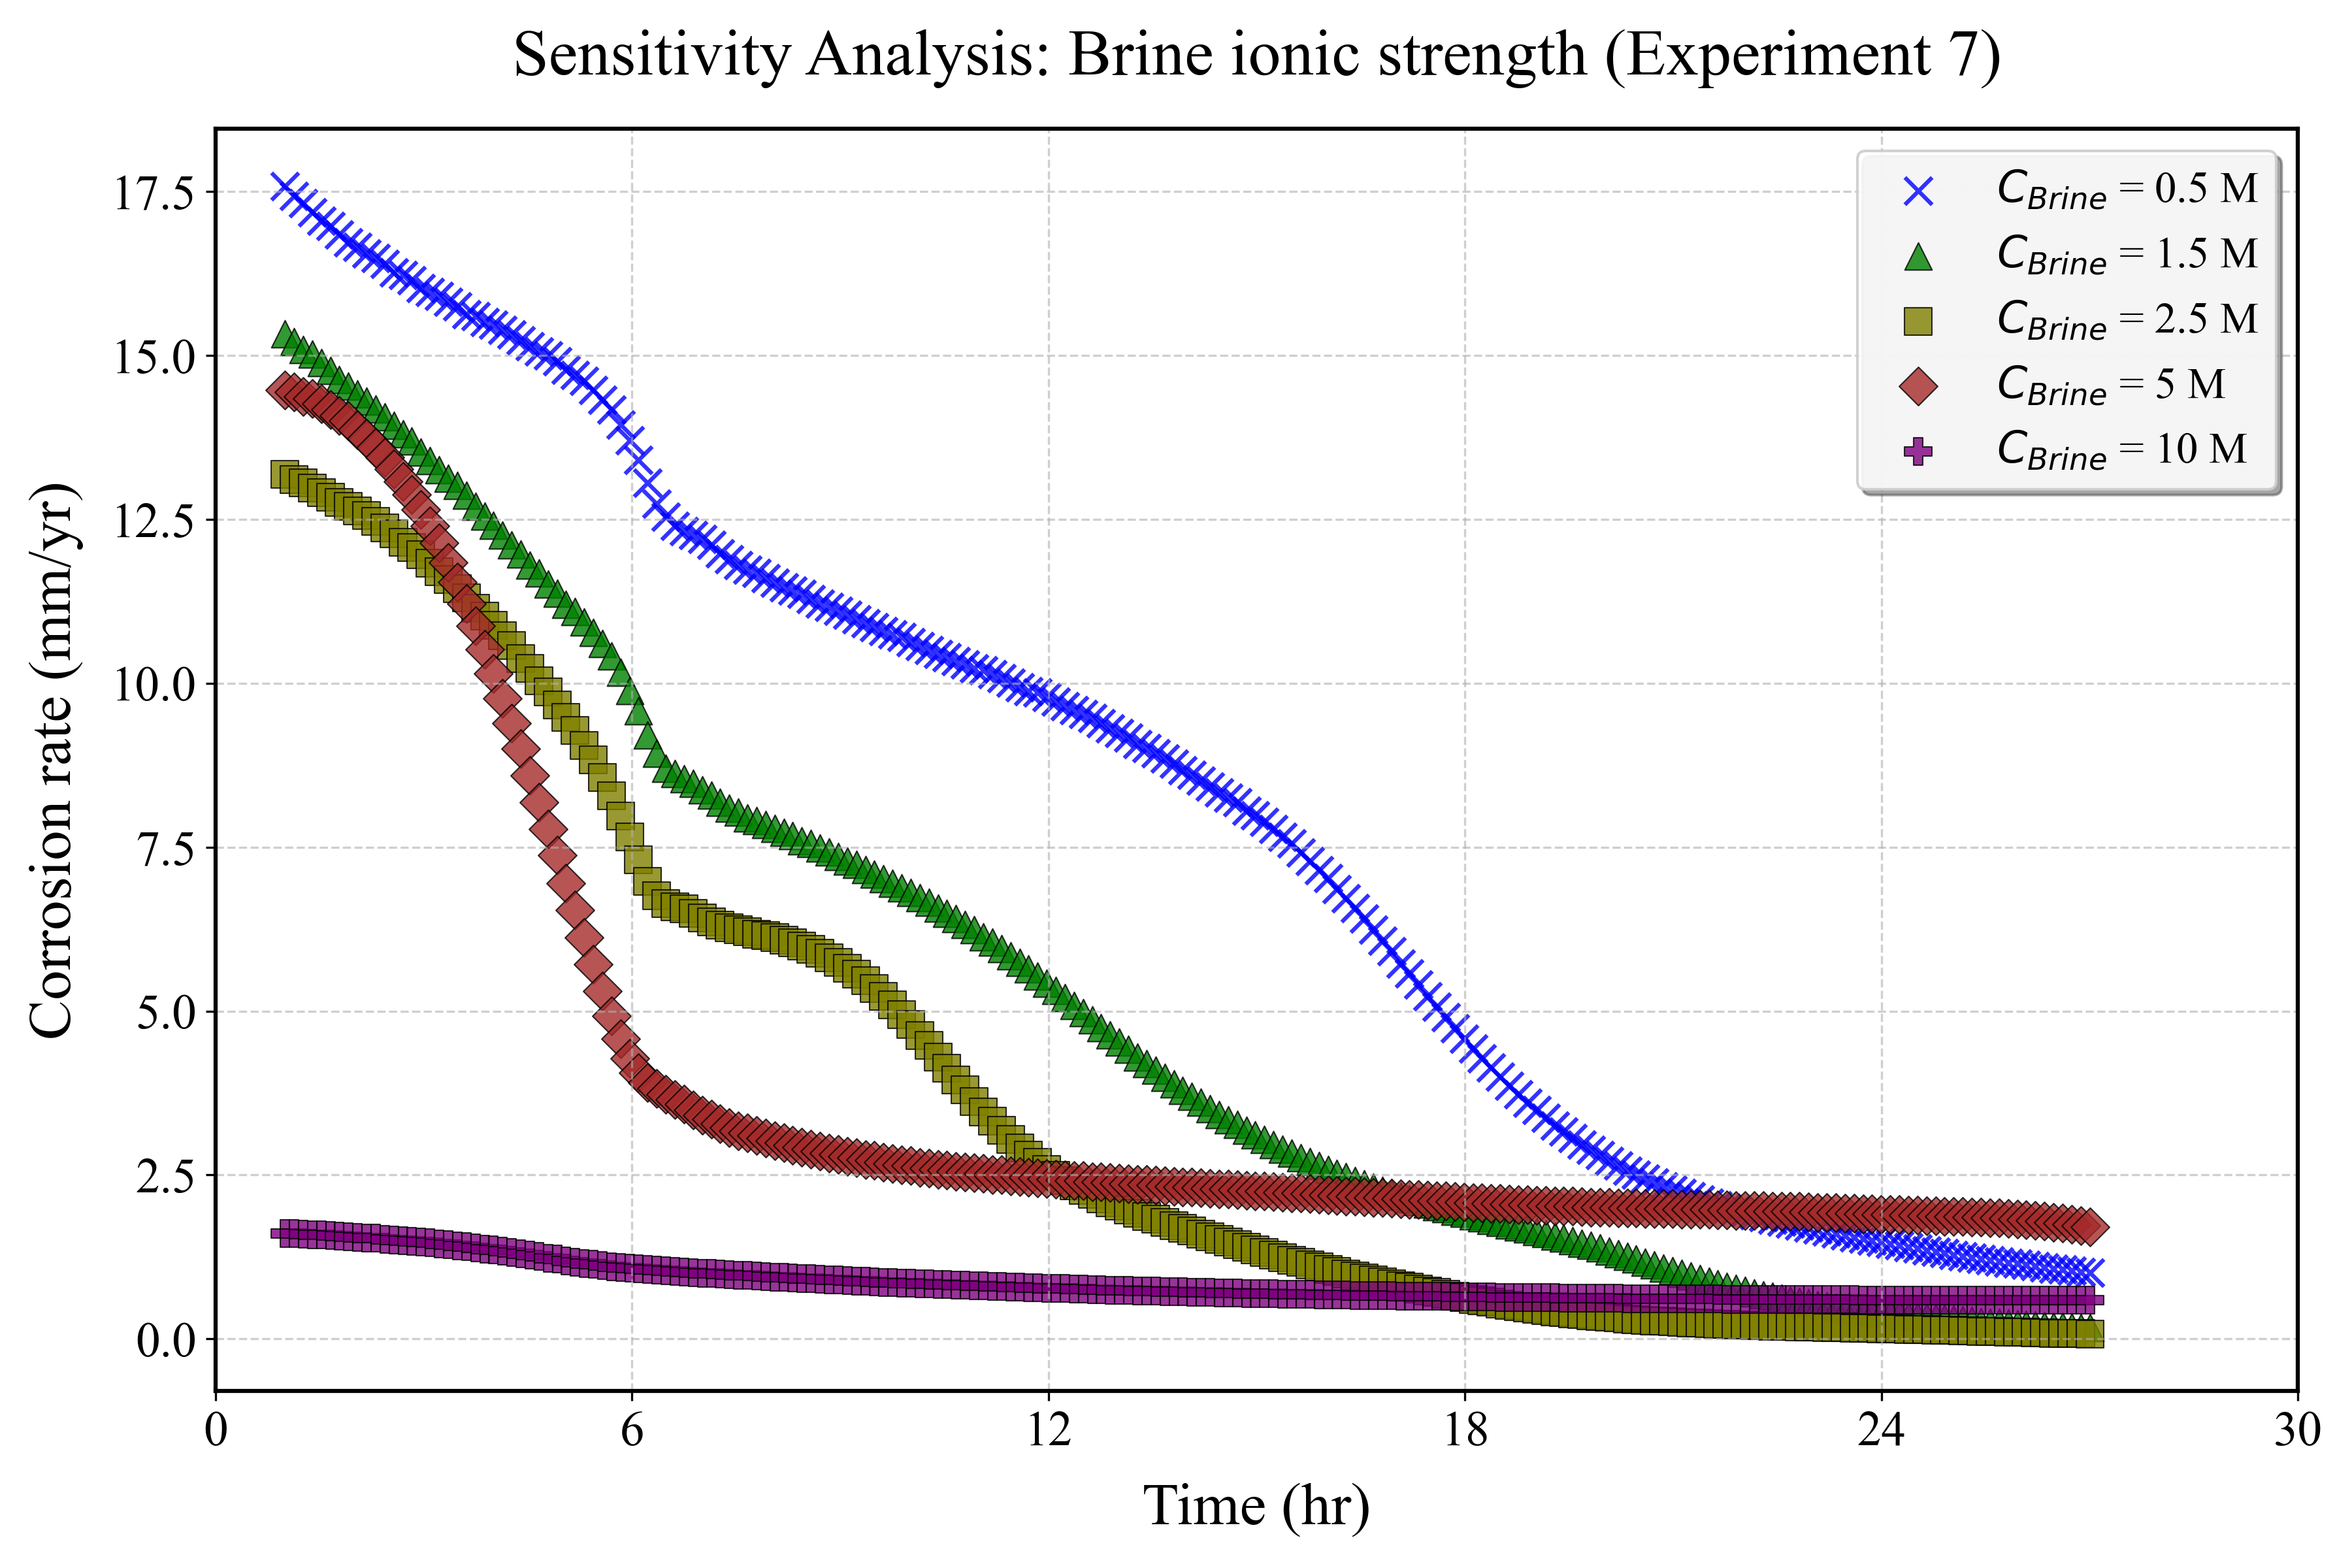 Sensitivity Analysis: Brine ionic strength (Experiment 7)
Corrosion rate (mm/yr)
17.5
15.0
12.5
10.0
7.5
5.0
2.5
0.0
C_Brine = 0.5 M
C_Brine = 1.5 M
C_Brine = 2.5 M
C_Brine = 5 M
C_Brine = 10 M
0 6 12 18 24 30
Time (hr)